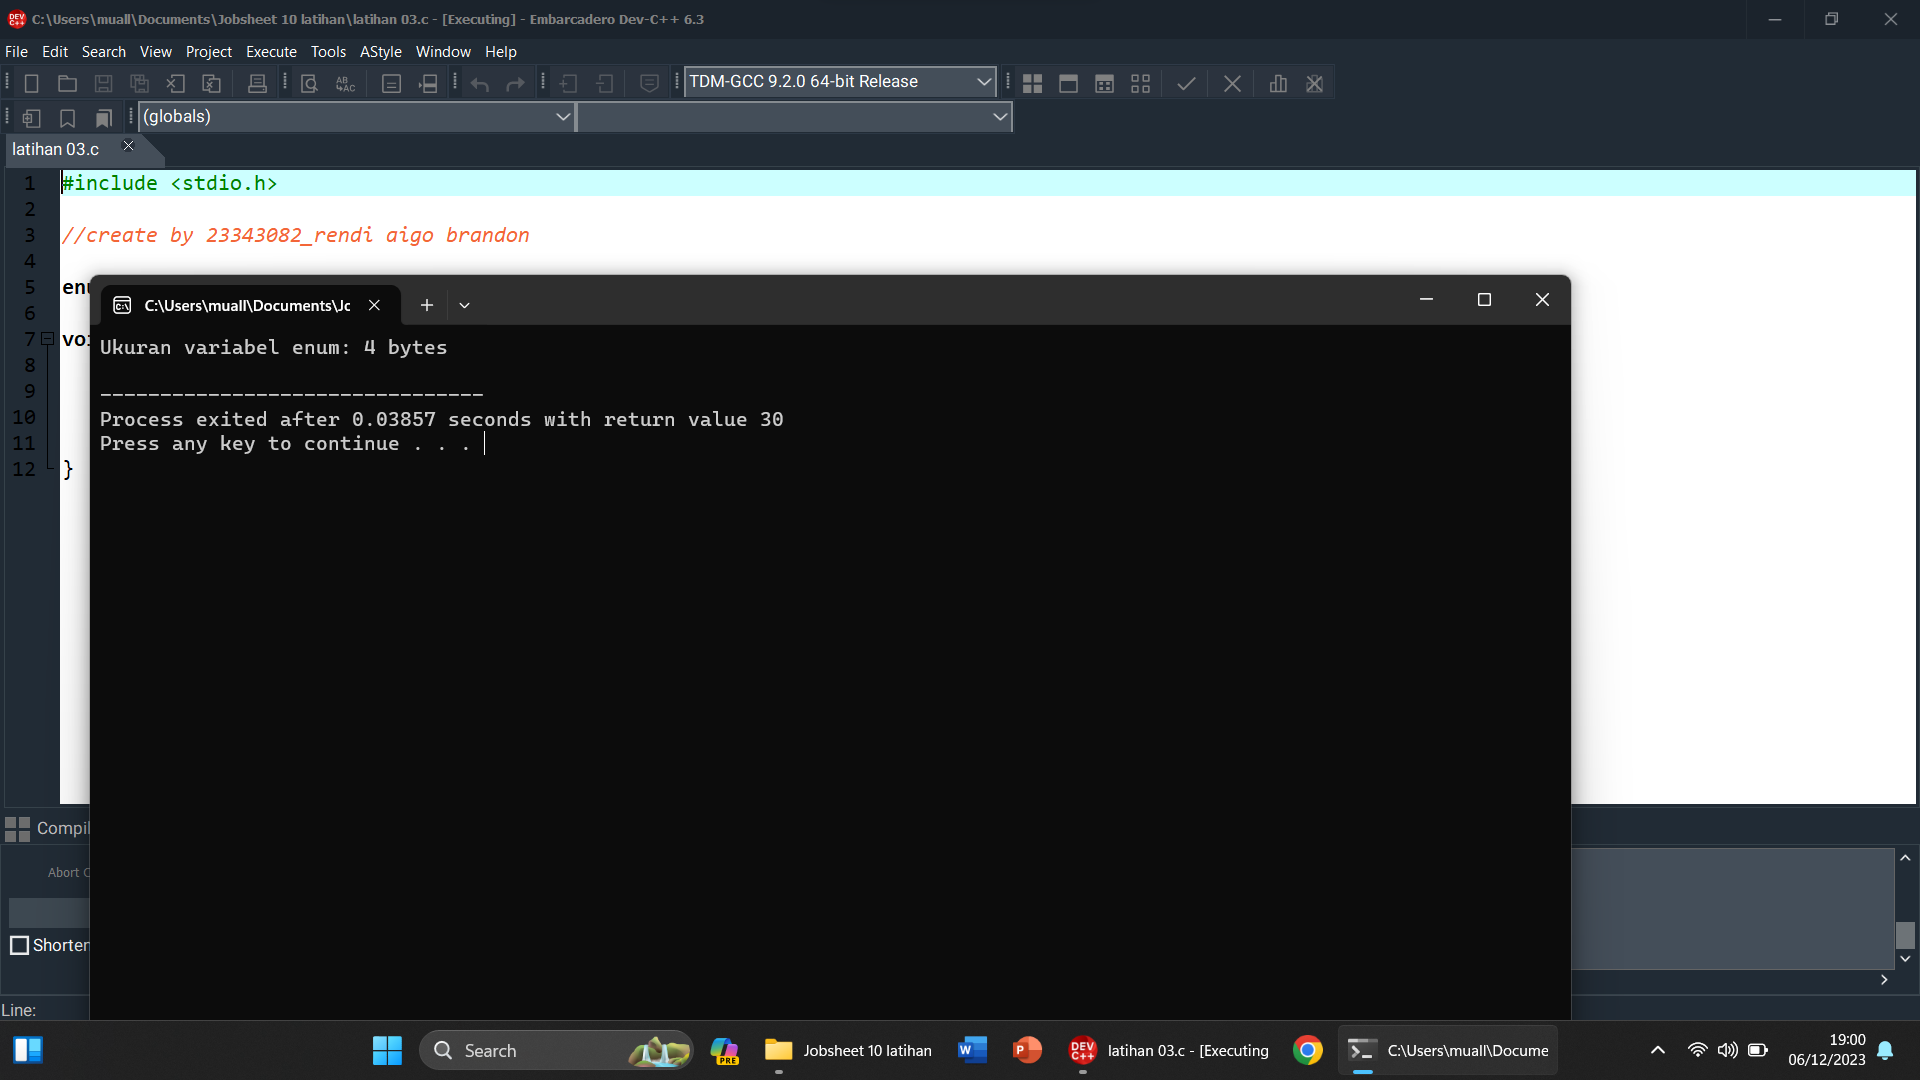 C:\Users\muall\Documents\Jobsheet 10 latihan\latihan 03.c - [Executing] - Embarcadero Dev-C++ 6.3
File Edit Search View Project Execute Tools AStyle Window Help
TDM-GCC 9.2.0 64-bit Release
(globals)
latihan 03.c
1 #include <stdio.h>
2
3 //create by 23343082_rendi aigo brandon
4
5 enu
6
7 voi
8
9
10
11
12 }
C:\Users\muall\Documents\Jc
Ukuran variabel enum: 4 bytes
--------------------------------
Process exited after 0.03857 seconds with return value 30
Press any key to continue . . .
Compil
Abort C
Shorten
Line:
Search
PRE
Jobsheet 10 latihan
W
P
DEV C++
latihan 03.c - [Executing
C:\Users\muall\Docume
19:00
06/12/2023